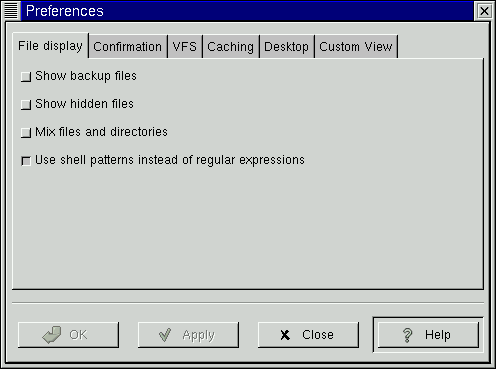 Preferences
File display Confirmation VFS Caching Desktop Custom View
Show backup files
Show hidden files
Mix files and directories
Use shell patterns instead of regular expressions
OK Apply Close Help